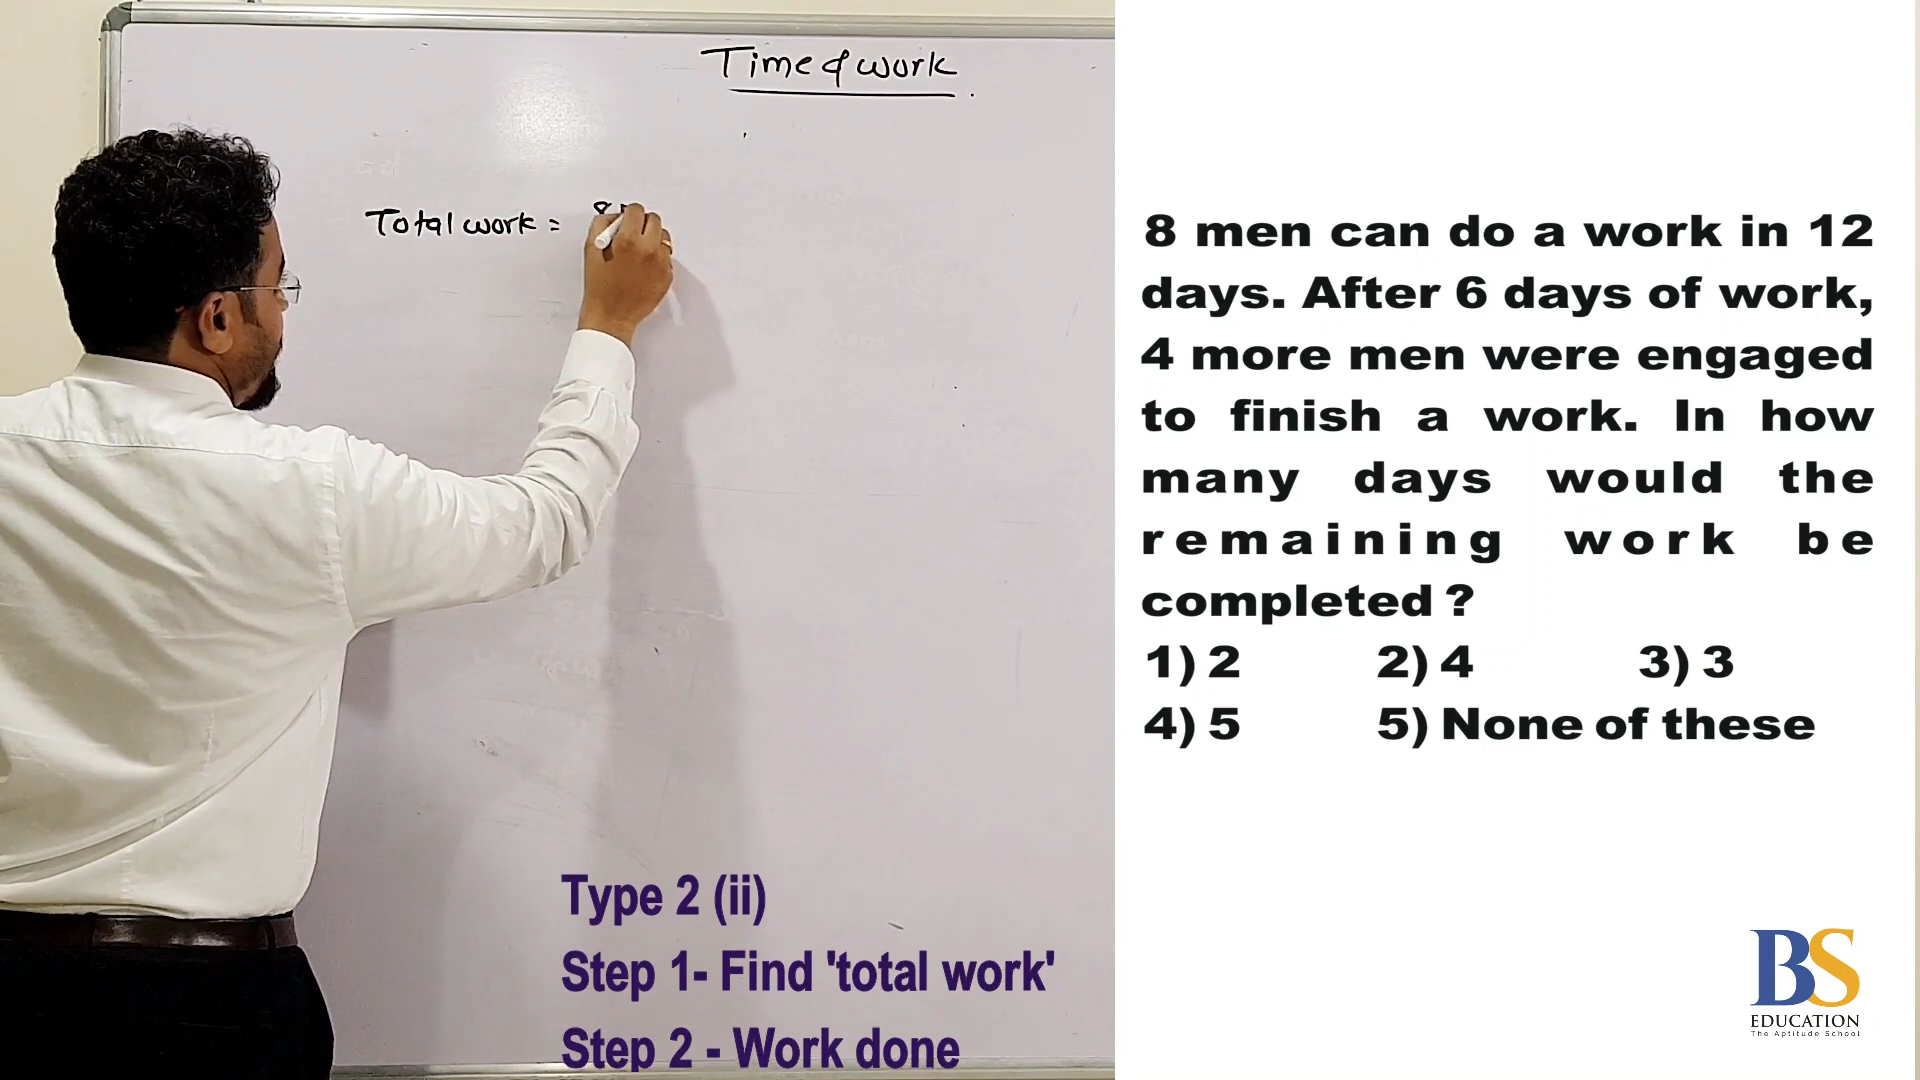 Time & work
Total work = 8
8 men can do a work in 12
days. After 6 days of work,
4 more men were engaged
to finish a work. In how
many days would the
remaining work be
completed ?
1) 2 2) 4 3) 3
4) 5 5) None of these
Type 2 (ii)
Step 1- Find 'total work'
Step 2 - Work done
BS
EDUCATION
The Aptitude School